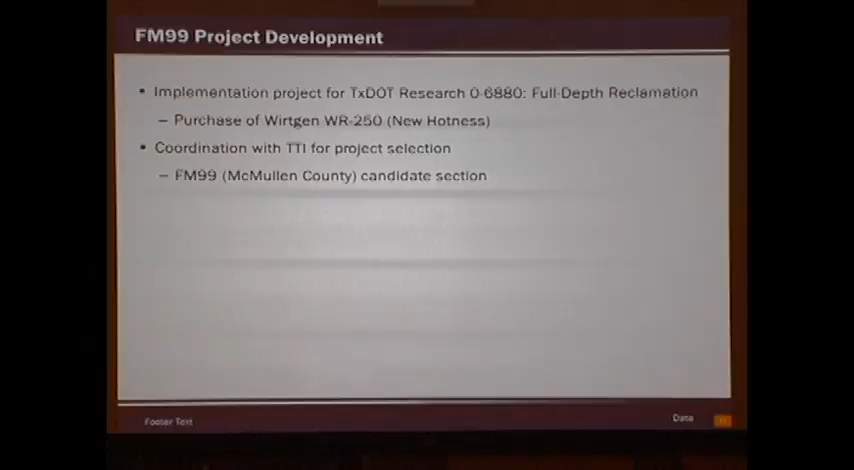 FM99 Project Development
• Implementation project for TxDOT Research 0-6880: Full-Depth Reclamation
– Purchase of Wirtgen WR-250 (New Hotness)
• Coordination with TTI for project selection
– FM99 (McMullen County) candidate section
Footer Text
Date